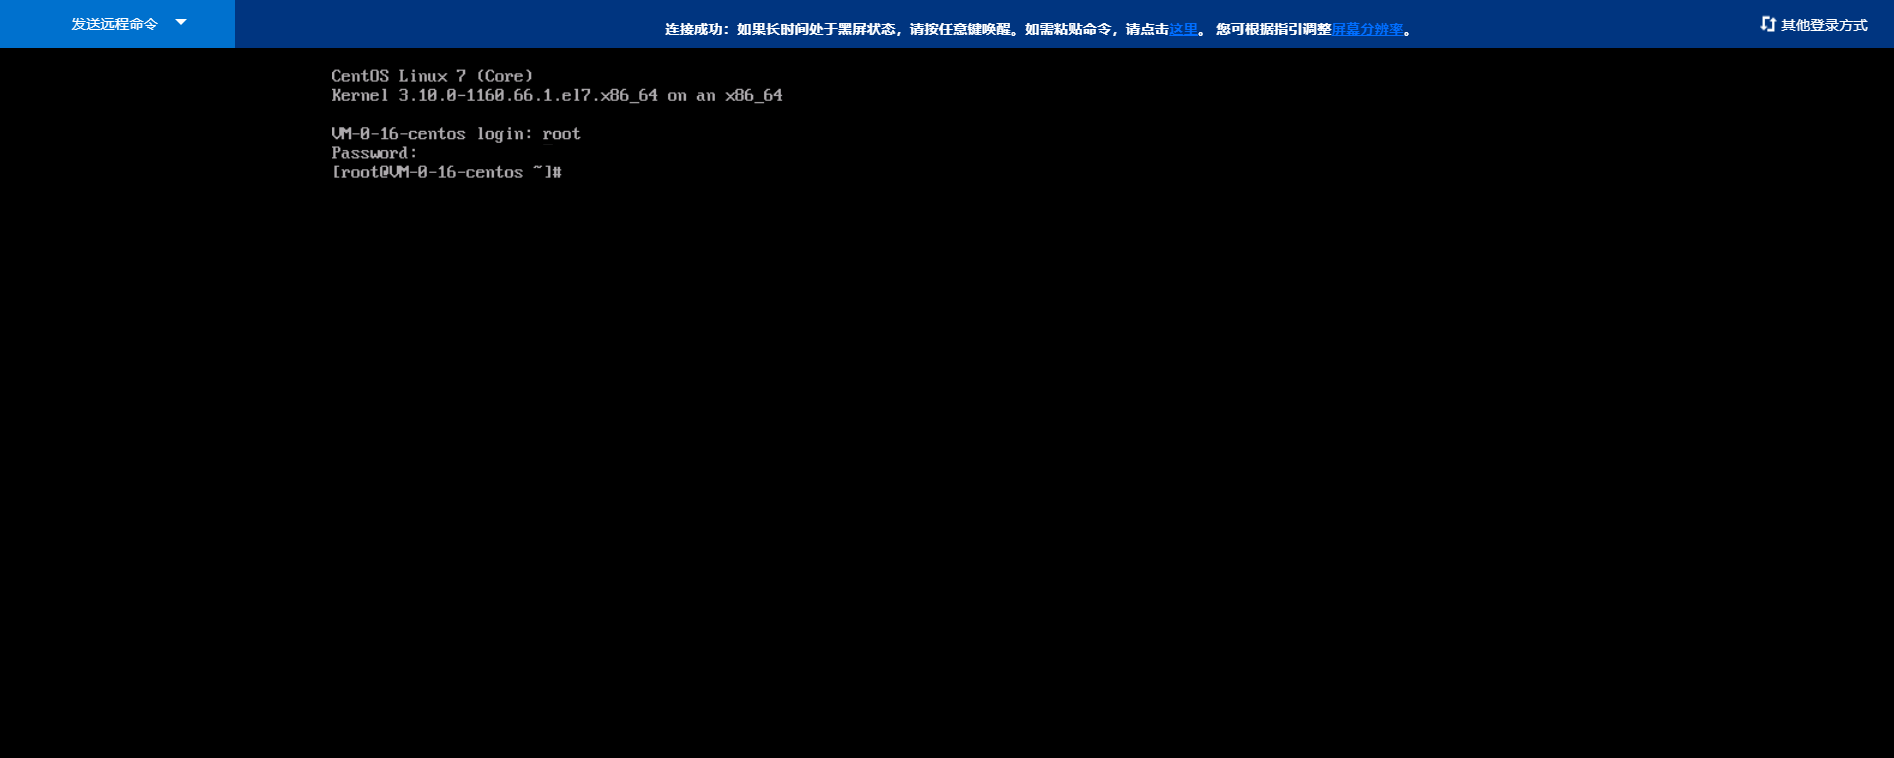 发送远程命令
连接成功：如果长时间处于黑屏状态，请按任意键唤醒。如需粘贴命令，请点击这里。 您可根据指引调整屏幕分辨率。
其他登录方式
CentOS Linux 7 (Core)
Kernel 3.10.0-1160.66.1.el7.x86_64 on an x86_64
VM-0-16-centos login: root
Password:
[root@VM-0-16-centos ~]#